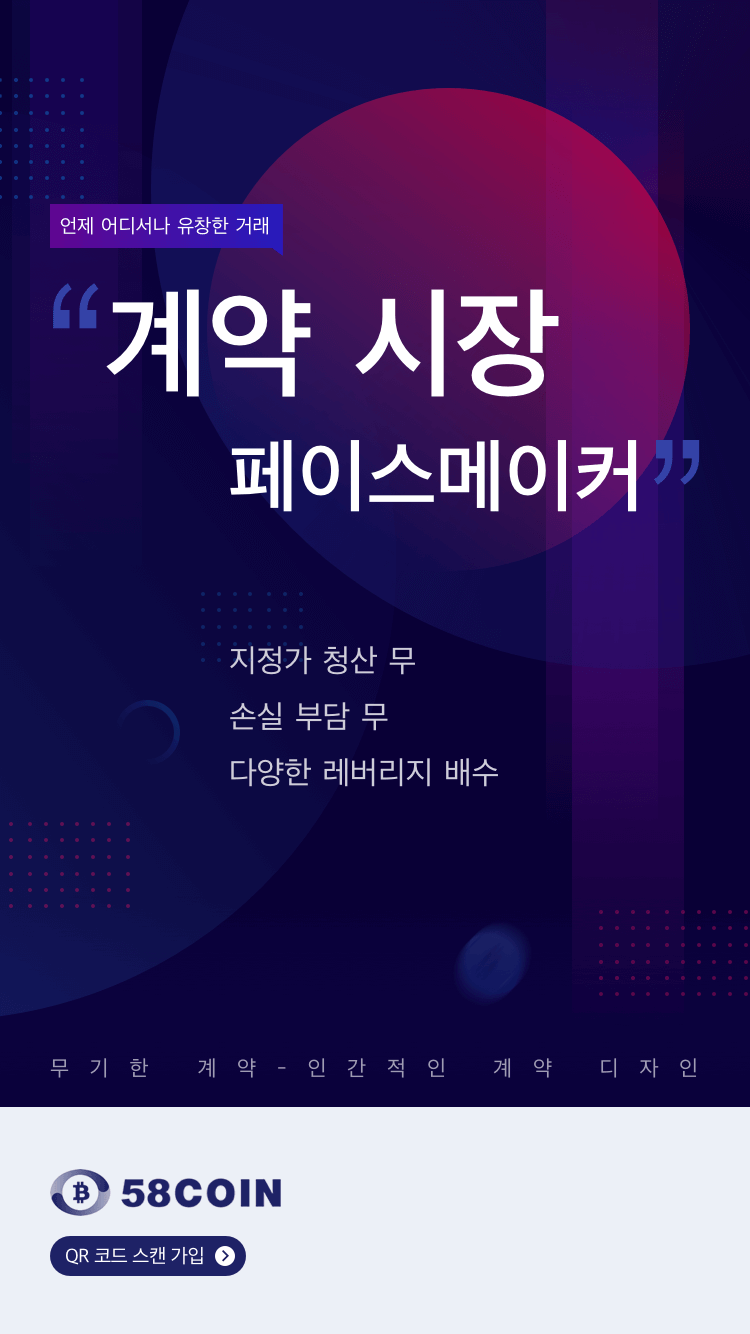 언제 어디서나 유창한 거래
“계약 시장
페이스메이커”
지정가 청산 무
손실 부담 무
다양한 레버리지 배수
무기한 계약-인간적인 계약 디자인
58COIN
QR 코드 스캔 가입